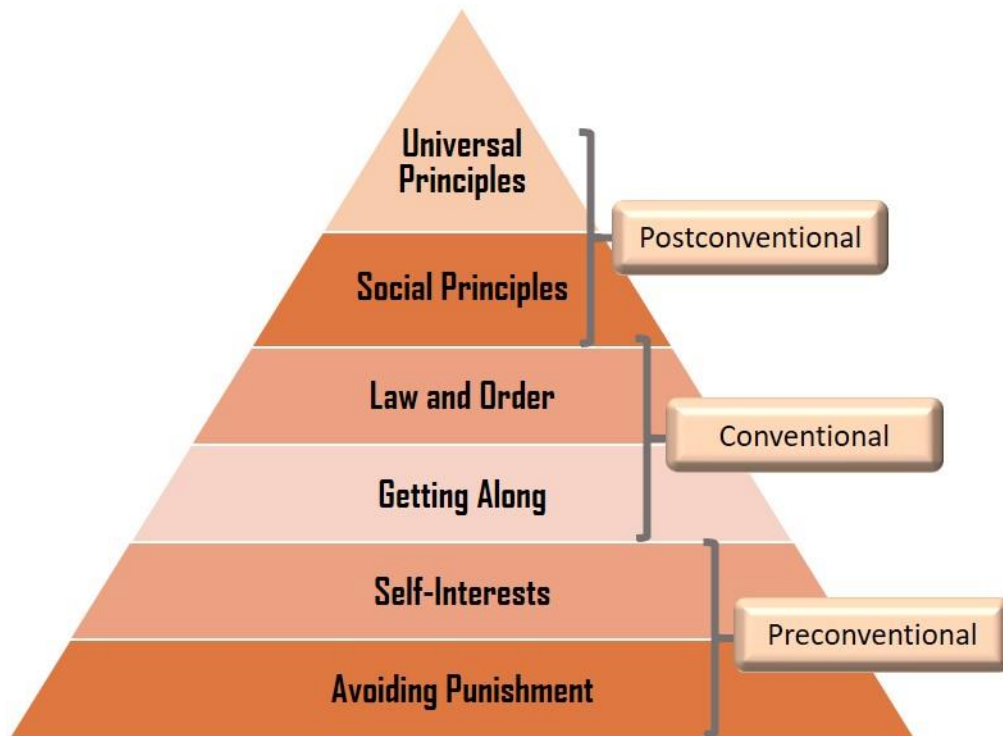 Universal
Principles
Postconventional
Social Principles
Law and Order
Conventional
Getting Along
Self-Interests
Preconventional
Avoiding Punishment